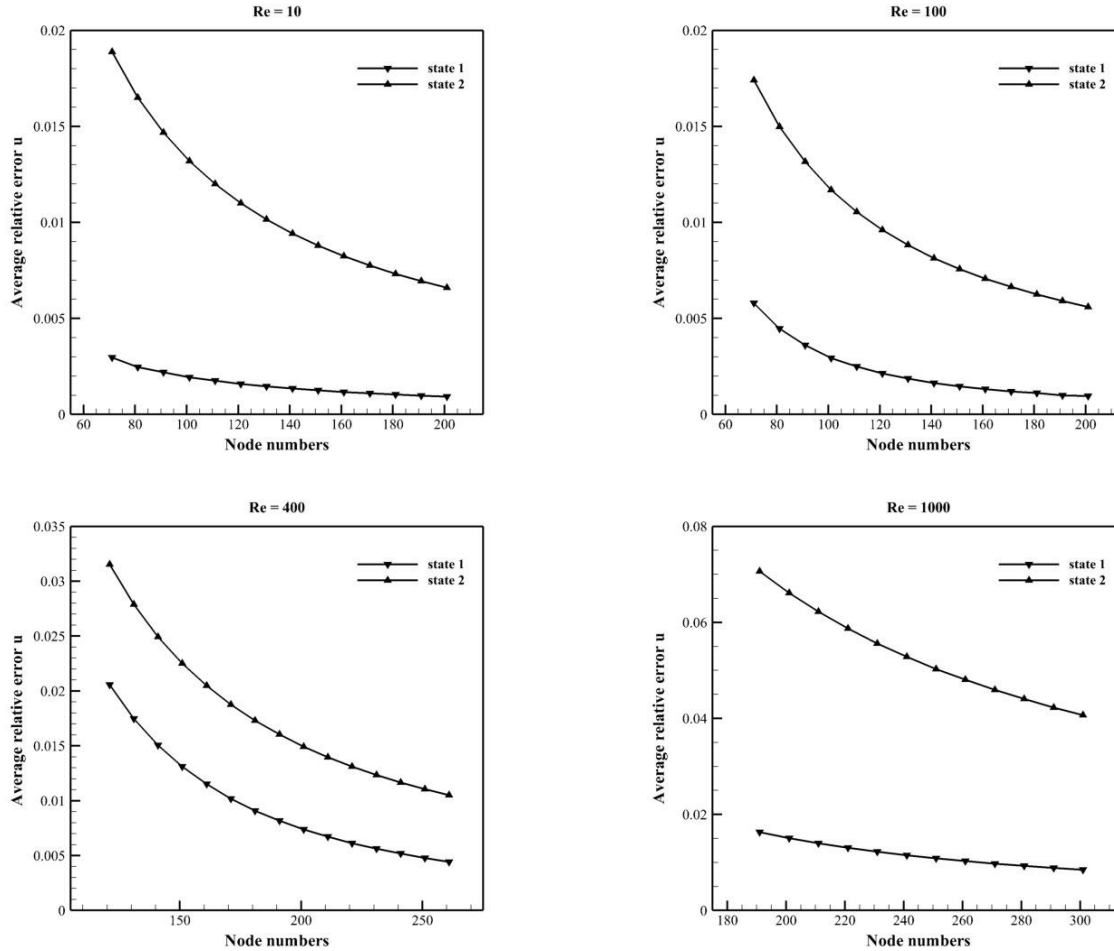 Re = 10
0.02
0.015
0.01
0.005
0
Average relative error u
state 1
state 2
60 80 100 120 140 160 180 200
Node numbers
Re = 100
0.02
0.015
0.01
0.005
0
Average relative error u
state 1
state 2
60 80 100 120 140 160 180 200
Node numbers
Re = 400
0.035
0.03
0.025
0.02
0.015
0.01
0.005
0
Average relative error u
state 1
state 2
150 200 250
Node numbers
Re = 1000
0.08
0.06
0.04
0.02
0
Average relative error u
state 1
state 2
180 200 220 240 260 280 300
Node numbers